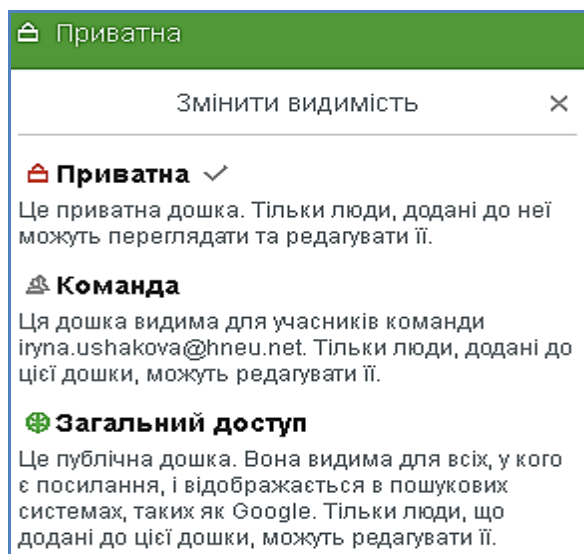 Приватна
Змінити видимість
Приватна
Це приватна дошка. Тільки люди, додані до неї
можуть переглядати та редагувати її.
Команда
Ця дошка видима для учасників команди
iryna.ushakova@hneu.net. Тільки люди, додані до
цієї дошки, можуть редагувати її.
Загальний доступ
Це публічна дошка. Вона видима для всіх, у кого
є посилання, і відображається в пошукових
системах, таких як Google. Тільки люди, що
додані до цієї дошки, можуть редагувати її.